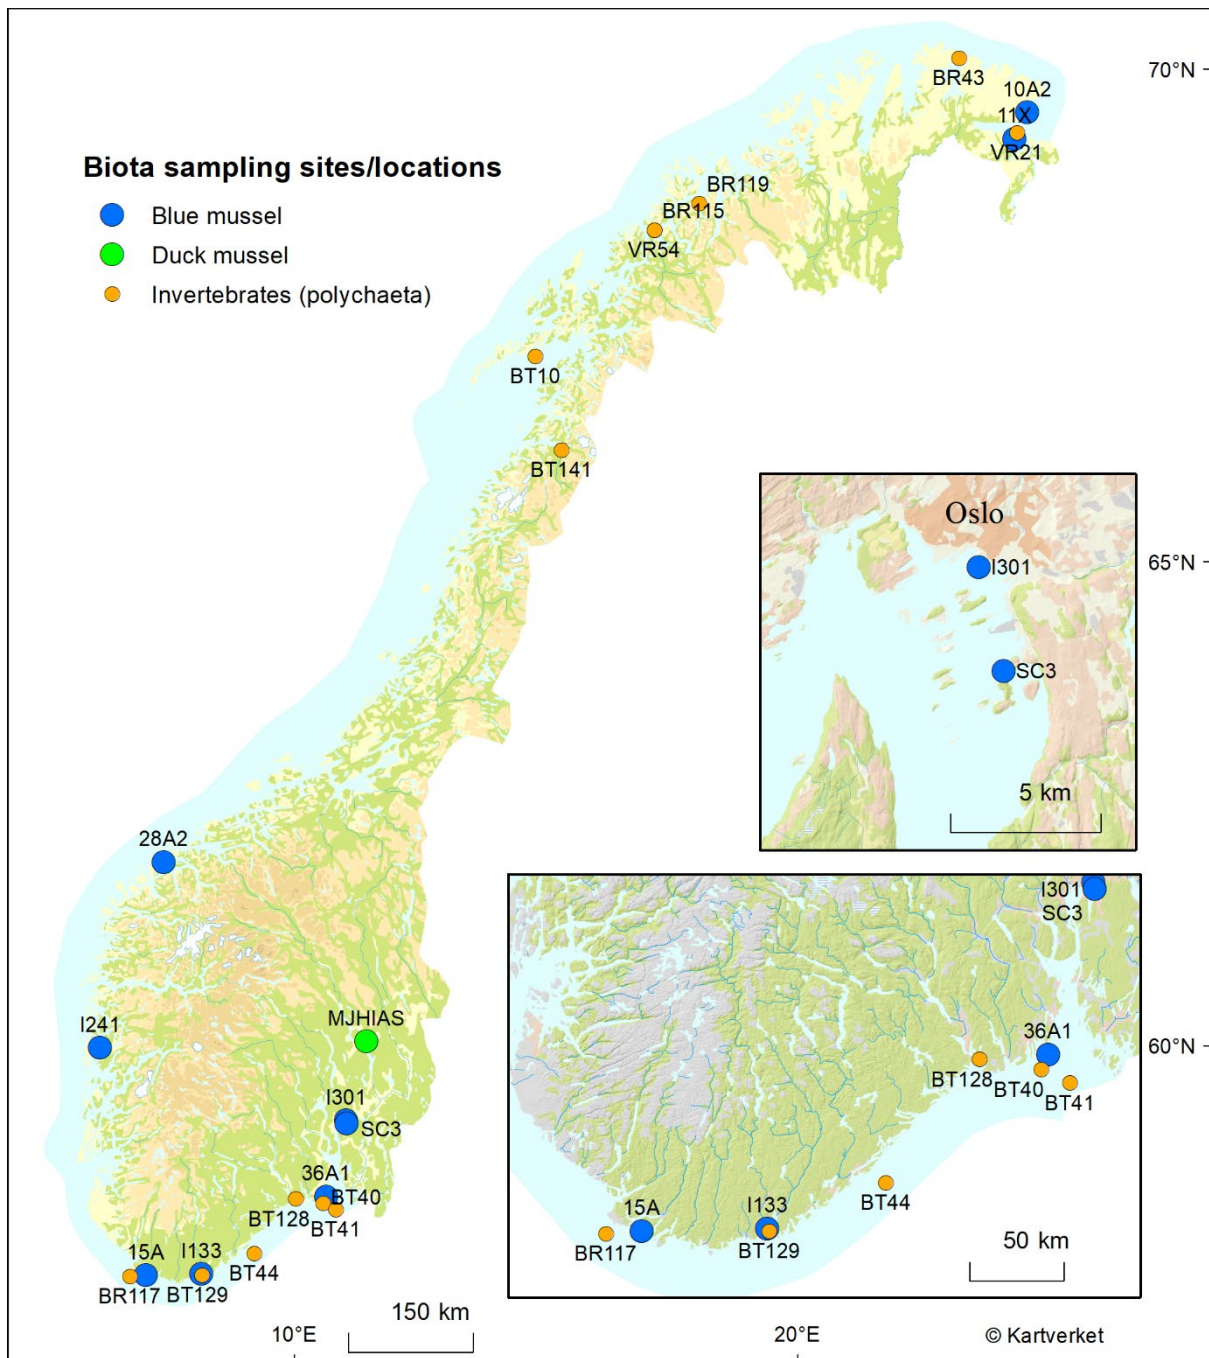 70°N
BR43
10A2
11X
VR21
Biota sampling sites/locations
Blue mussel
Duck mussel
Invertebrates (polychaeta)
BR119
BR115
VR54
BT10
BT141
Oslo
I301
SC3
5 km
65°N
28A2
I301
SC3
36A1
BT128
BT40
BT41
BT44
15A
I133
BR117
BT129
50 km
60°N
I241
MJHIAS
I301
SC3
36A1
BT40
BT128
BT41
BT44
15A
I133
BR117
BT129
150 km
10°E
20°E
© Kartverket